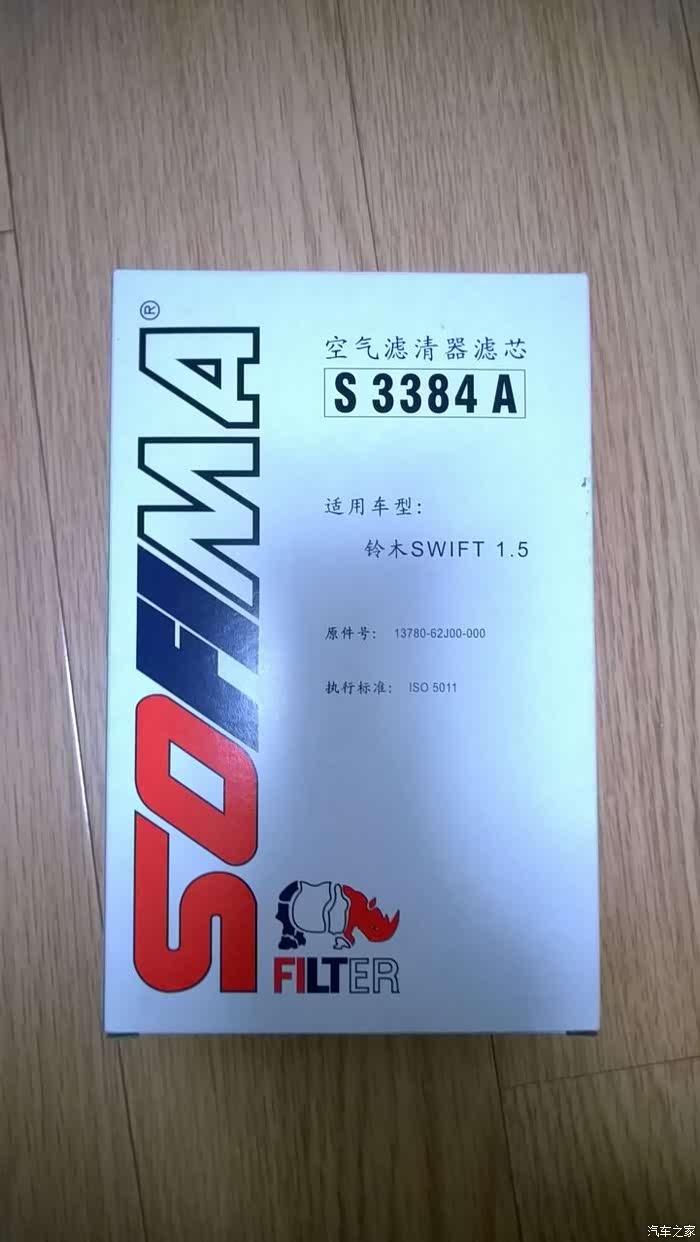 SOFIMA®
空气滤清器滤芯
S 3384 A
适用车型:
铃木SWIFT 1.5
原件号: 13780-62J00-000
执行标准: ISO 5011
FILTER
汽车之家